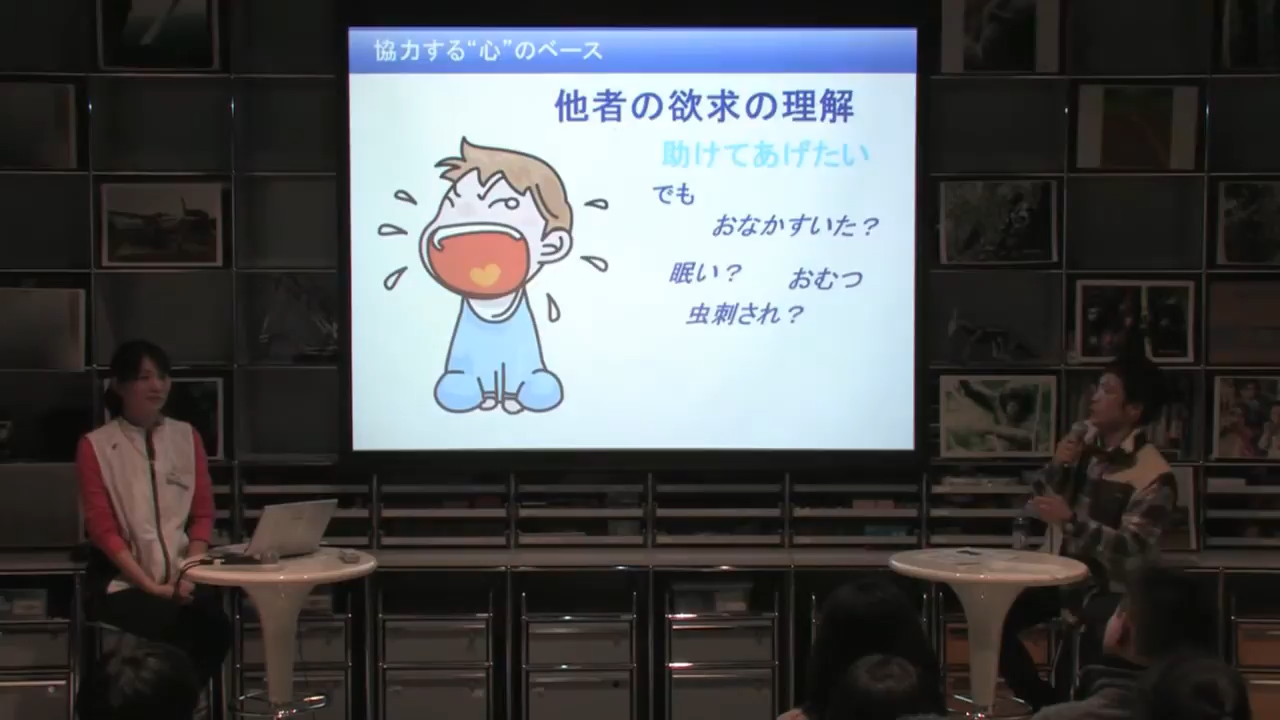 協力する“心”のベース
他者の欲求の理解
助けてあげたい
でも
おなかすいた？
眠い？ おむつ
虫刺され？